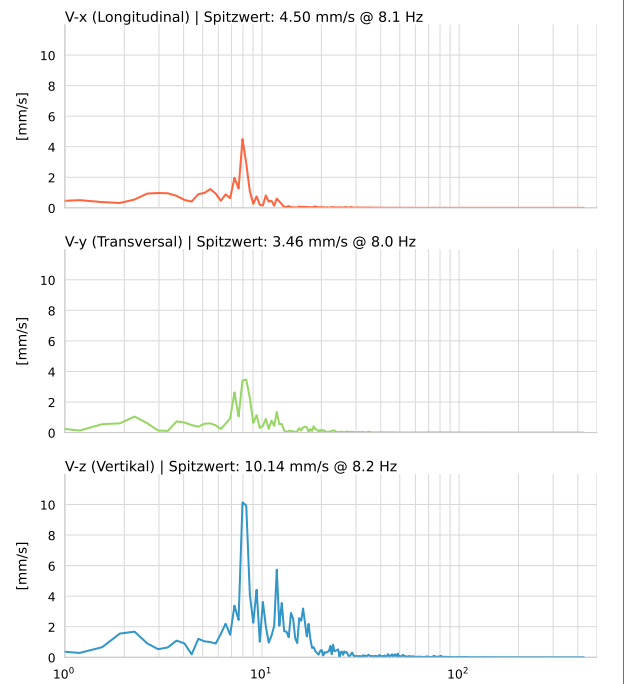 V-x (Longitudinal) | Spitzwert: 4.50 mm/s @ 8.1 Hz
10
8
6
4
2
0
[mm/s]
V-y (Transversal) | Spitzwert: 3.46 mm/s @ 8.0 Hz
10
8
6
4
2
0
[mm/s]
V-z (Vertikal) | Spitzwert: 10.14 mm/s @ 8.2 Hz
10
8
6
4
2
0
[mm/s]
10⁰ 10¹ 10²